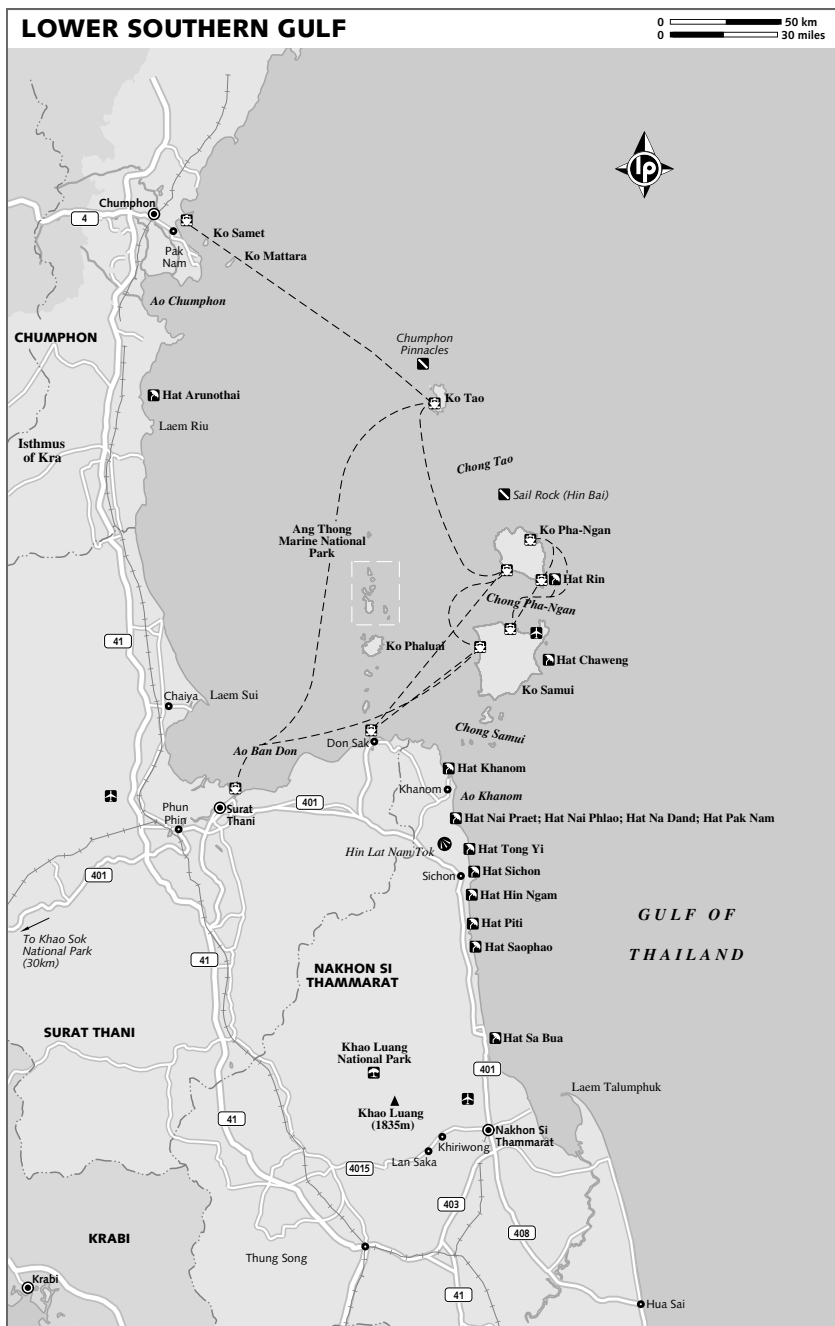 LOWER SOUTHERN GULF
0 50 km
0 30 miles
lp
Chumphon
4
Ko Samet
Pak
Nam
Ko Mattara
Ao Chumphon
CHUMPHON
Chumphon
Pinnacles
Hat Arunothai
Ko Tao
Laem Riu
Isthmus
of Kra
Chong Tao
Sail Rock (Hin Bai)
Ang Thong
Marine National
Park
Ko Pha-Ngan
Hat Rin
Chong Pha-Ngan
41
Ko Phaluai
Hat Chaweng
Ko Samui
Chaiya
Laem Sui
Chong Samui
Ao Ban Don
Don Sak
Hat Khanom
Khanom
Ao Khanom
Phun
Phin
Surat
Thani
401
Hat Nai Praet; Hat Nai Phlao; Hat Na Dand; Hat Pak Nam
Hin Lat Nam Tok
Hat Tong Yi
401
Sichon
Hat Sichon
Hat Hin Ngam
GULF OF
THAILAND
Hat Piti
To Khao Sok
National Park
(30km)
41
Hat Saophao
NAKHON SI
THAMMARAT
SURAT THANI
Hat Sa Bua
Khao Luang
National Park
401
Laem Talumphuk
Khao Luang
(1835m)
41
Nakhon Si
Thammarat
Khiriwong
Lan Saka
4015
403
408
KRABI
Thung Song
Krabi
41
Hua Sai